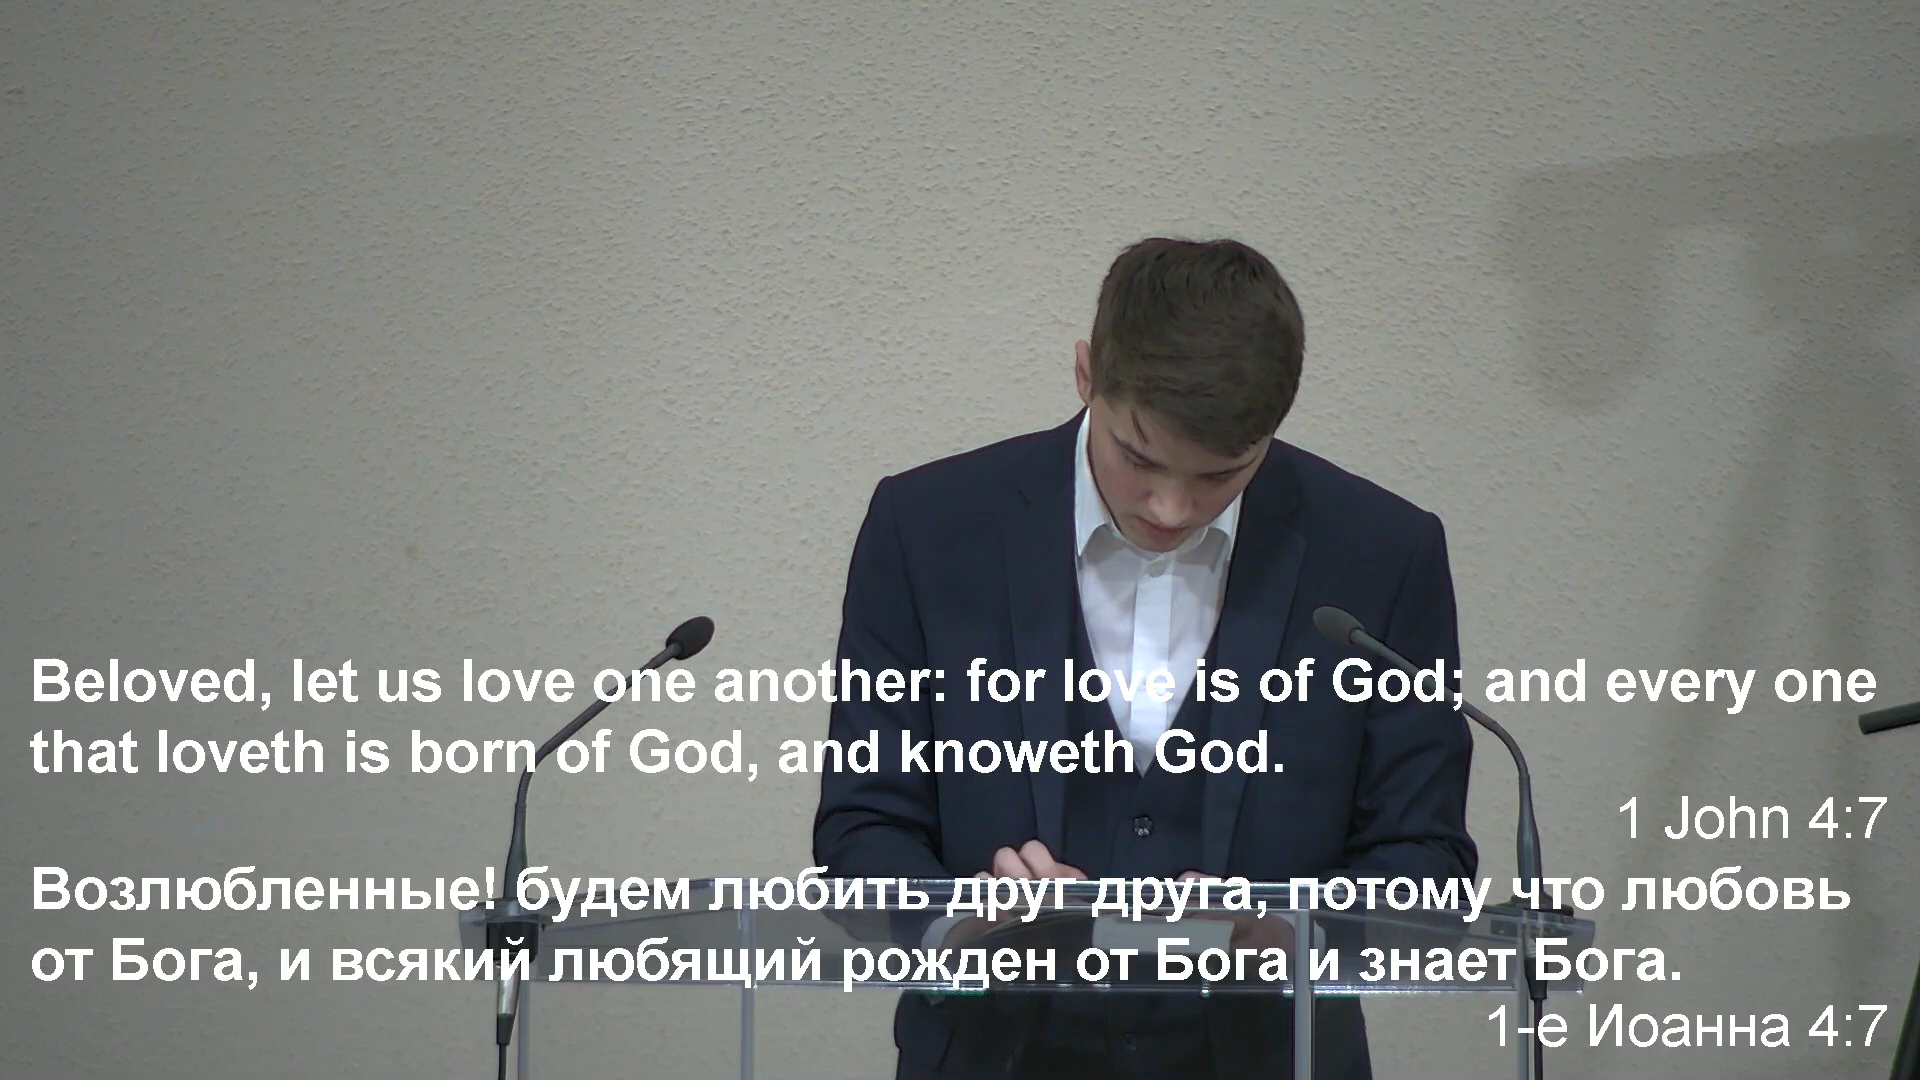 Beloved, let us love one another: for love is of God; and every one
that loveth is born of God, and knoweth God.
1 John 4:7
Возлюбленные! будем любить друг друга, потому что любовь
от Бога, и всякий любящий рожден от Бога и знает Бога.
1-е Иоанна 4:7